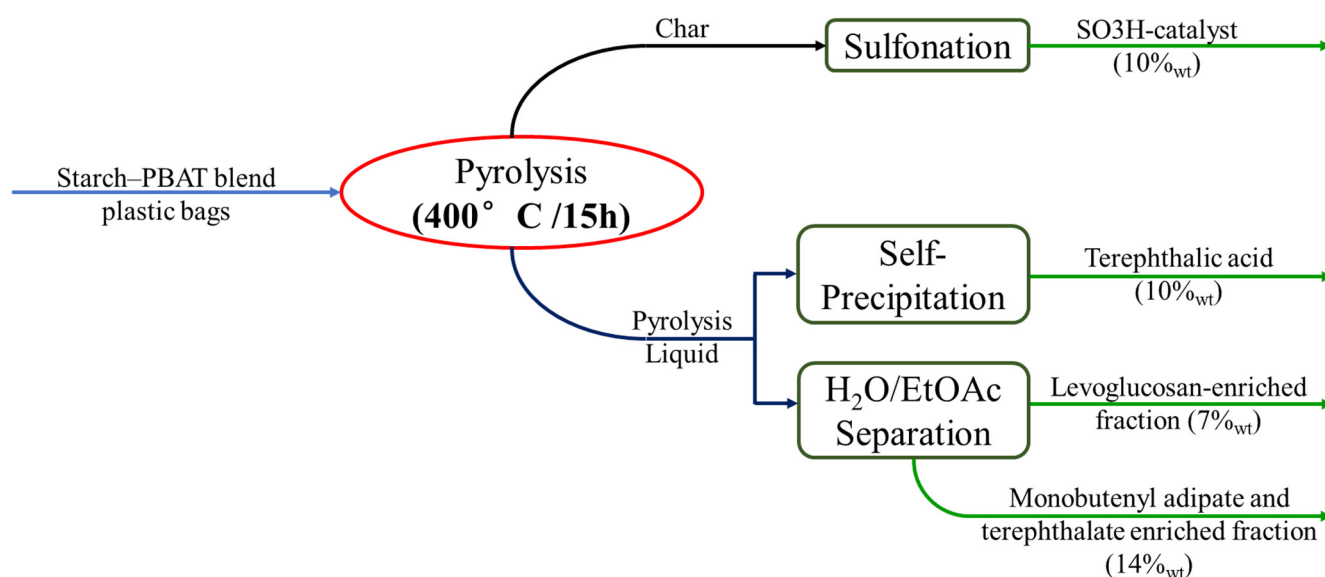 Char
Sulfonation
SO3H-catalyst
(10%wt)
Starch–PBAT blend
plastic bags
Pyrolysis
(400° C /15h)
Pyrolysis
Liquid
Self-
Precipitation
Terephthalic acid
(10%wt)
H₂O/EtOAc
Separation
Levoglucosan-enriched
fraction (7%wt)
Monobutenyl adipate and
terephthalate enriched fraction
(14%wt)